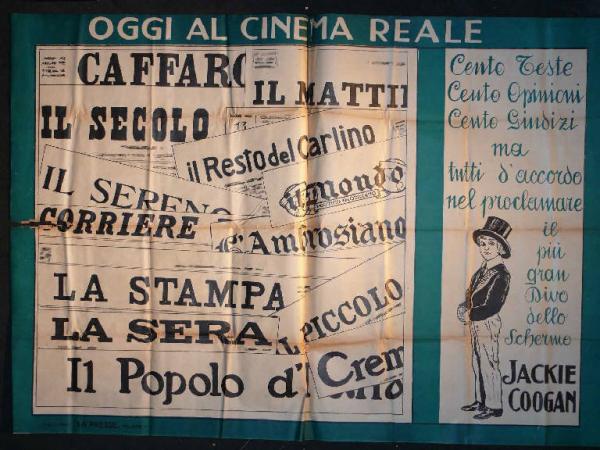 OGGI AL CINEMA REALE
CAFFARO
IL MATTI
IL SECOLO
il Resto del Carlino
IL SERENO
il mondo
CORRIERE
L'Ambrosiano
LA STAMPA
IL PICCOLO
LA SERA
Crem
Il Popolo d'
Cento Teste
Cento Opinioni
Cento Giudizi
ma
tutti d'accordo
nel proclamare
il
più
gran
Divo
dello
Schermo
JACKIE
COOGAN